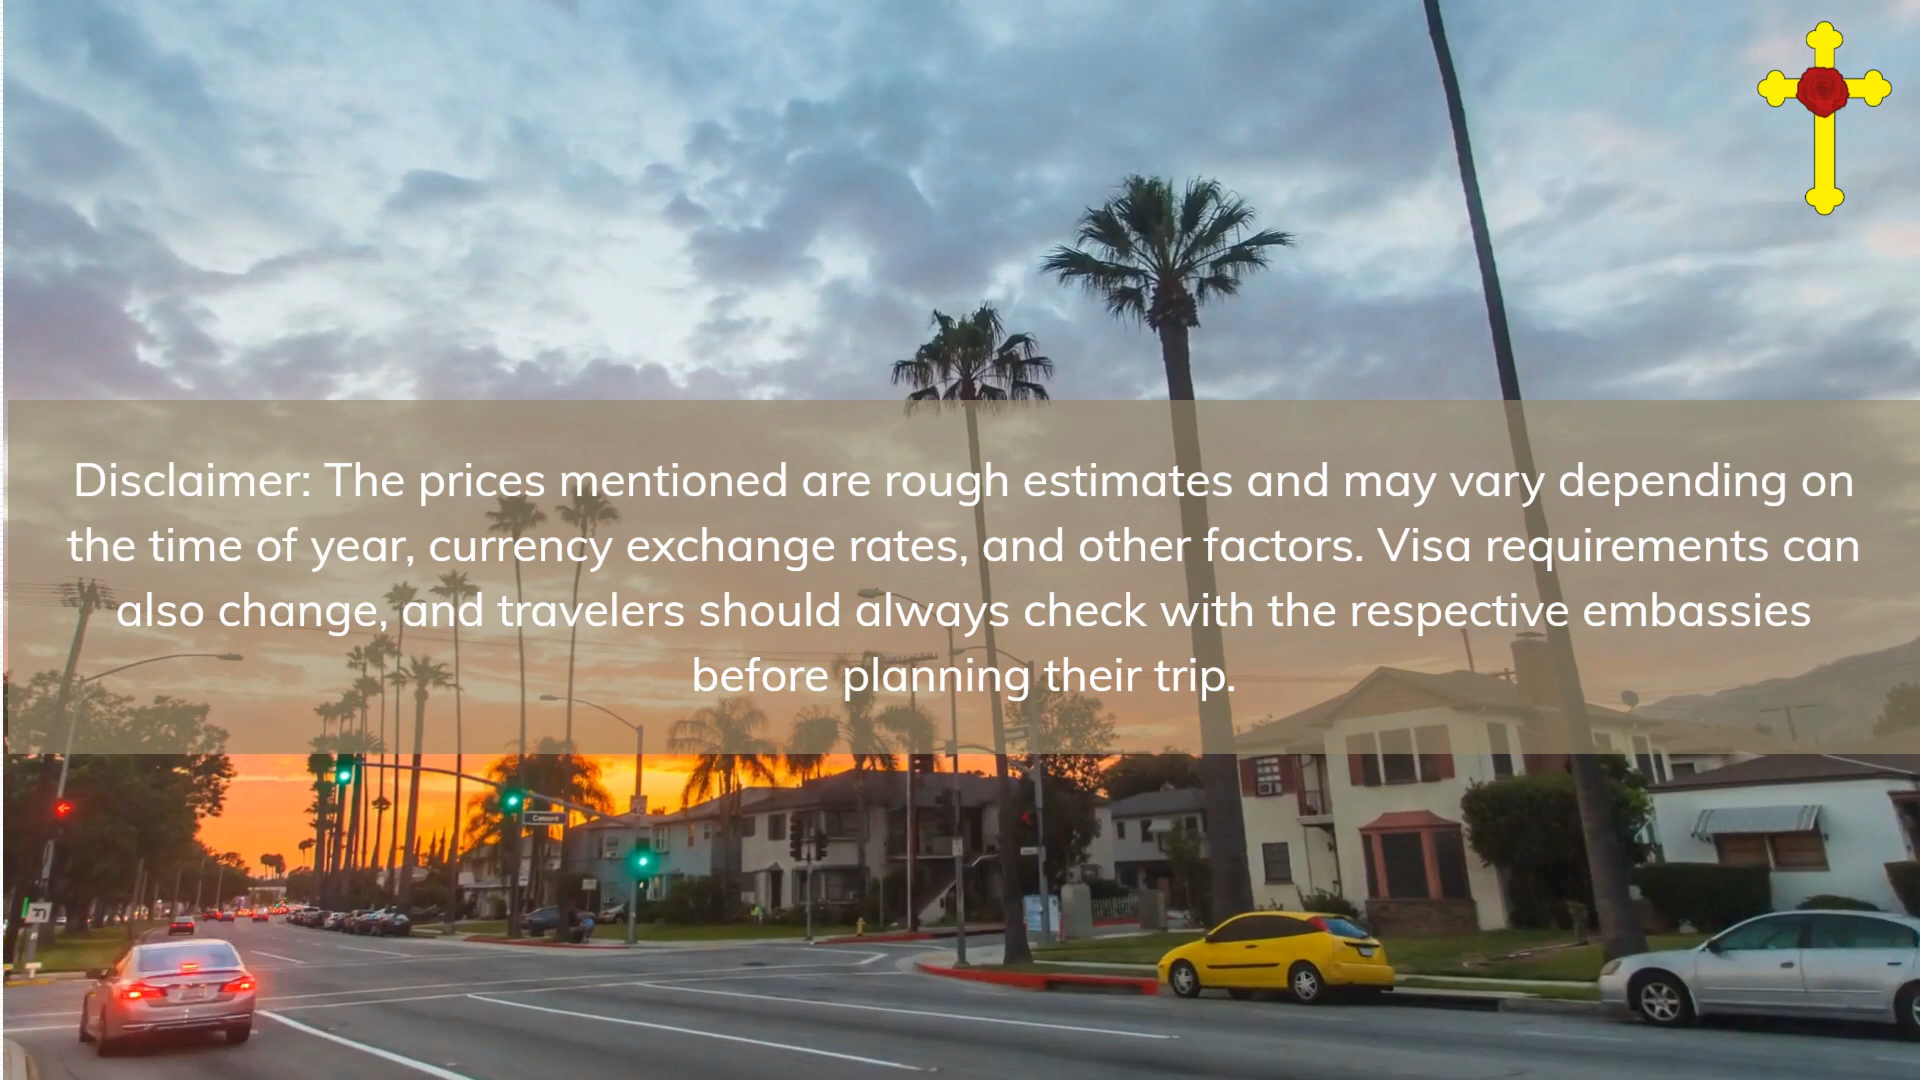 Disclaimer: The prices mentioned are rough estimates and may vary depending on
the time of year, currency exchange rates, and other factors. Visa requirements can
also change, and travelers should always check with the respective embassies
before planning their trip.
Concord
40